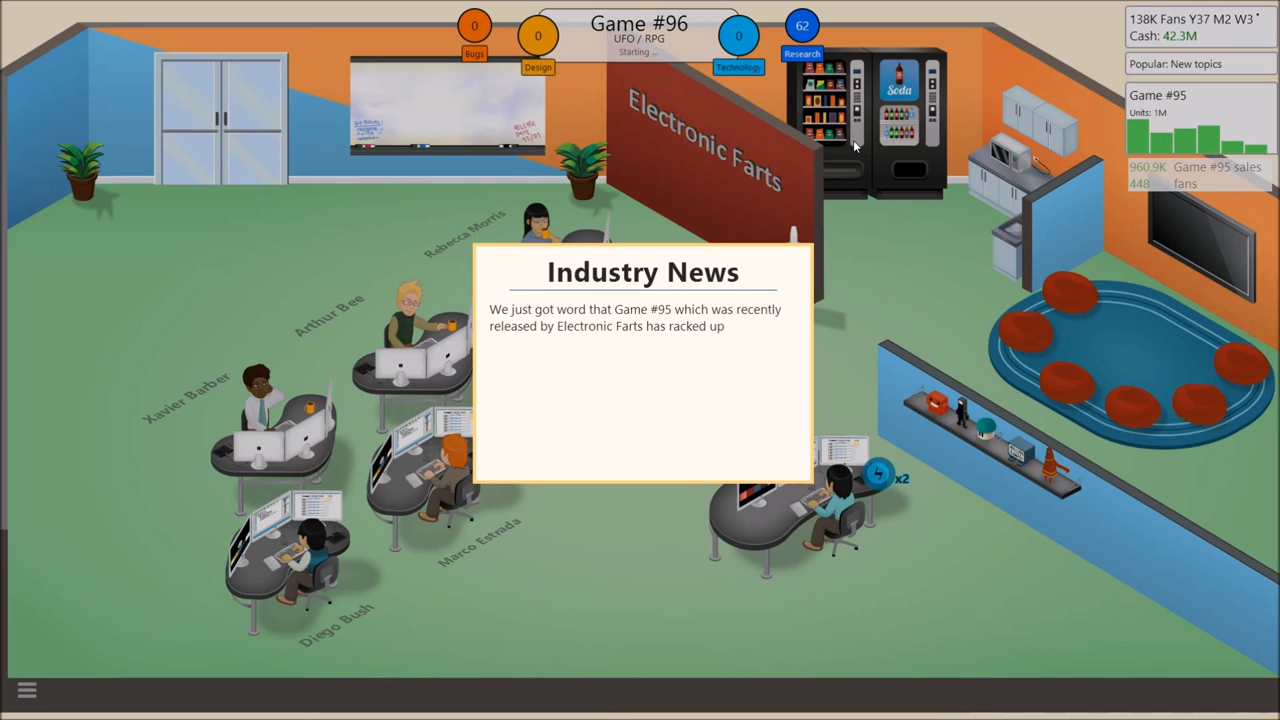 Game #96
UFO / RPG
Starting ...
0
Bugs
0
Design
0
Technology
62
Research
138K Fans Y37 M2 W3
Cash: 42.3M
Popular: New topics
Game #95
Units: 1M
960.9K Game #95 sales
448 fans
Electronic Farts
Soda
RELEASE
DATE
Rebecca Morris
Arthur Bee
Xavier Barber
Marco Estrada
Diego Bush
x2
Industry News
We just got word that Game #95 which was recently
released by Electronic Farts has racked up